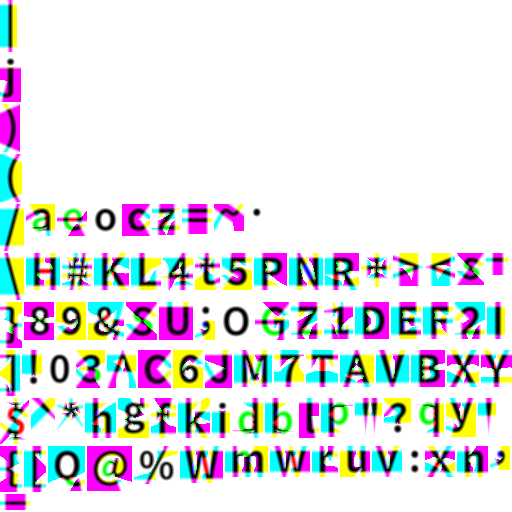 |
j
)
(
/ a e o c z = ~ ·
\ H # K L 4 t 5 P N R + > < s "
} 8 9 & S U ; O G Z 1 D E F 2 I
] ! 0 3 ^ C 6 J M 7 T A V B X Y
$ ` * h g f k i d b l p " ? q y '
{ [ Q @ % W m w r u v : x n ,
_